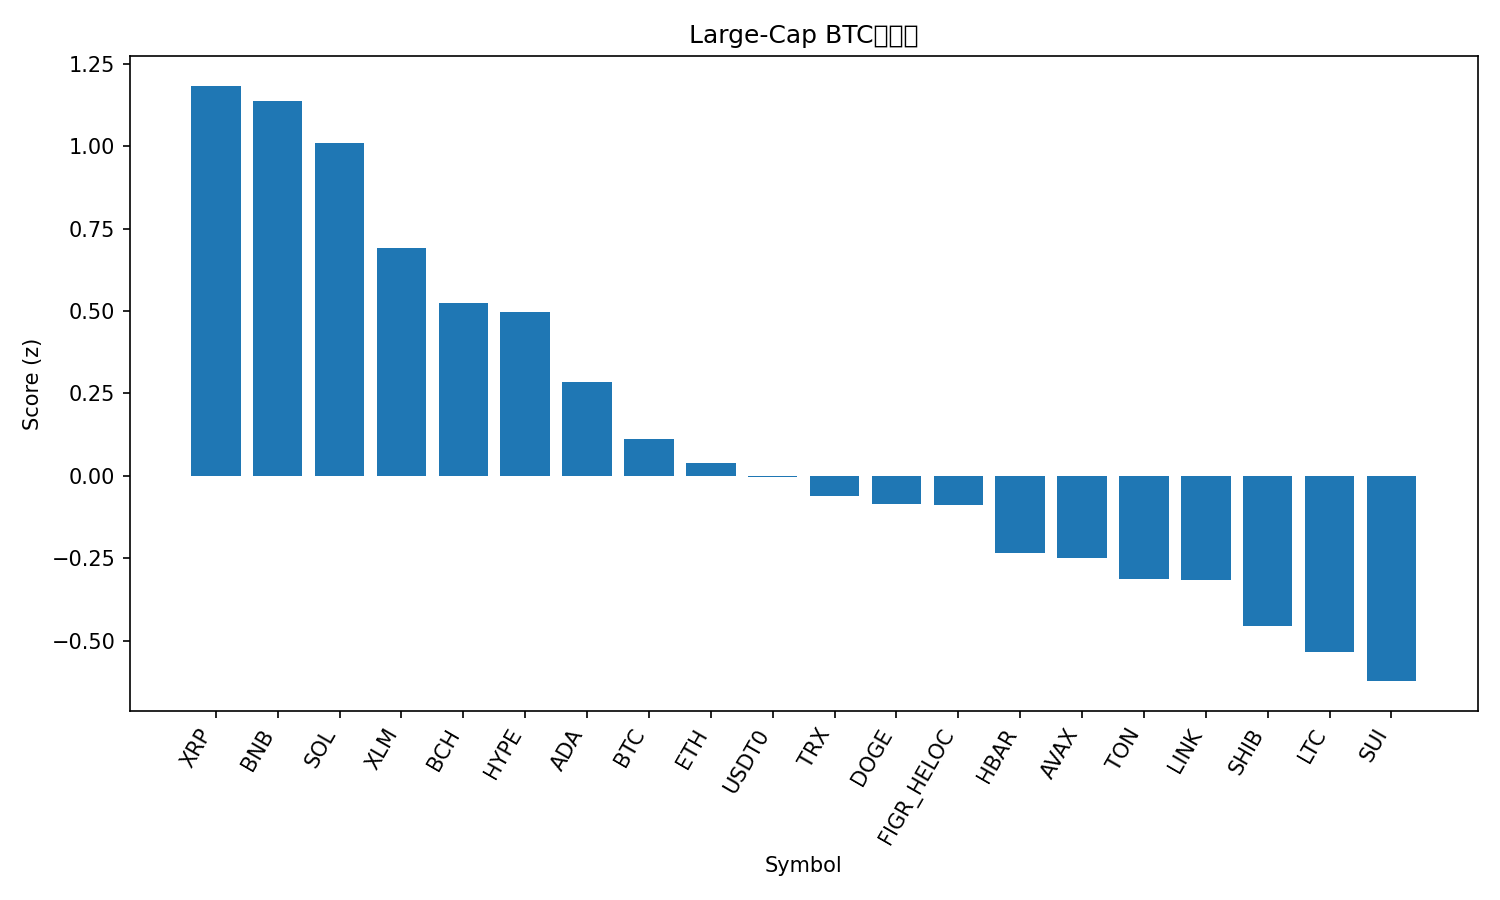 Large-Cap BTC
1.25
1.00
0.75
0.50
0.25
0.00
−0.25
−0.50
Score (z)
XRP
BNB
SOL
XLM
BCH
HYPE
ADA
BTC
ETH
USDT0
TRX
DOGE
FIGR_HELOC
HBAR
AVAX
TON
LINK
SHIB
LTC
SUI
Symbol